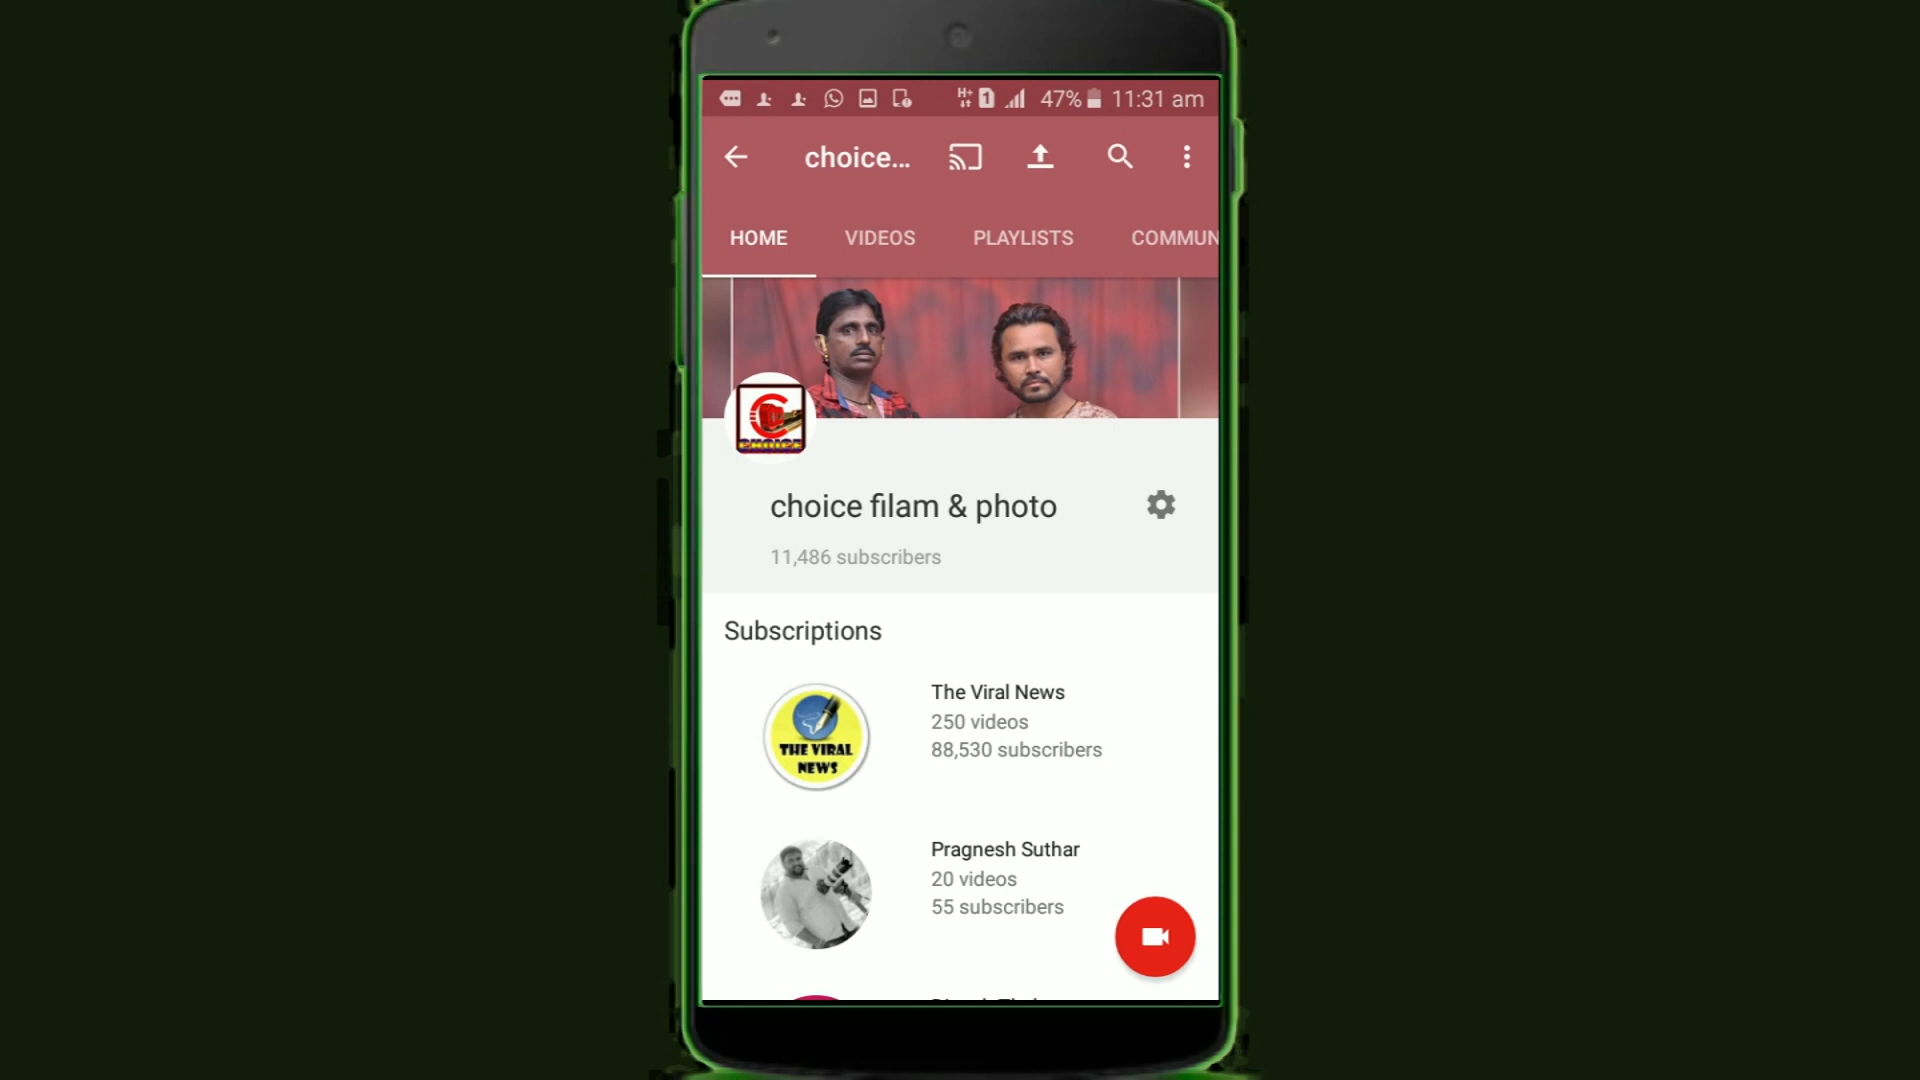 47% 11:31 am
choice...
HOME VIDEOS PLAYLISTS COMMUN
CHOICE
choice filam & photo
11,486 subscribers
Subscriptions
THE VIRAL
NEWS
The Viral News
250 videos
88,530 subscribers
Pragnesh Suthar
20 videos
55 subscribers